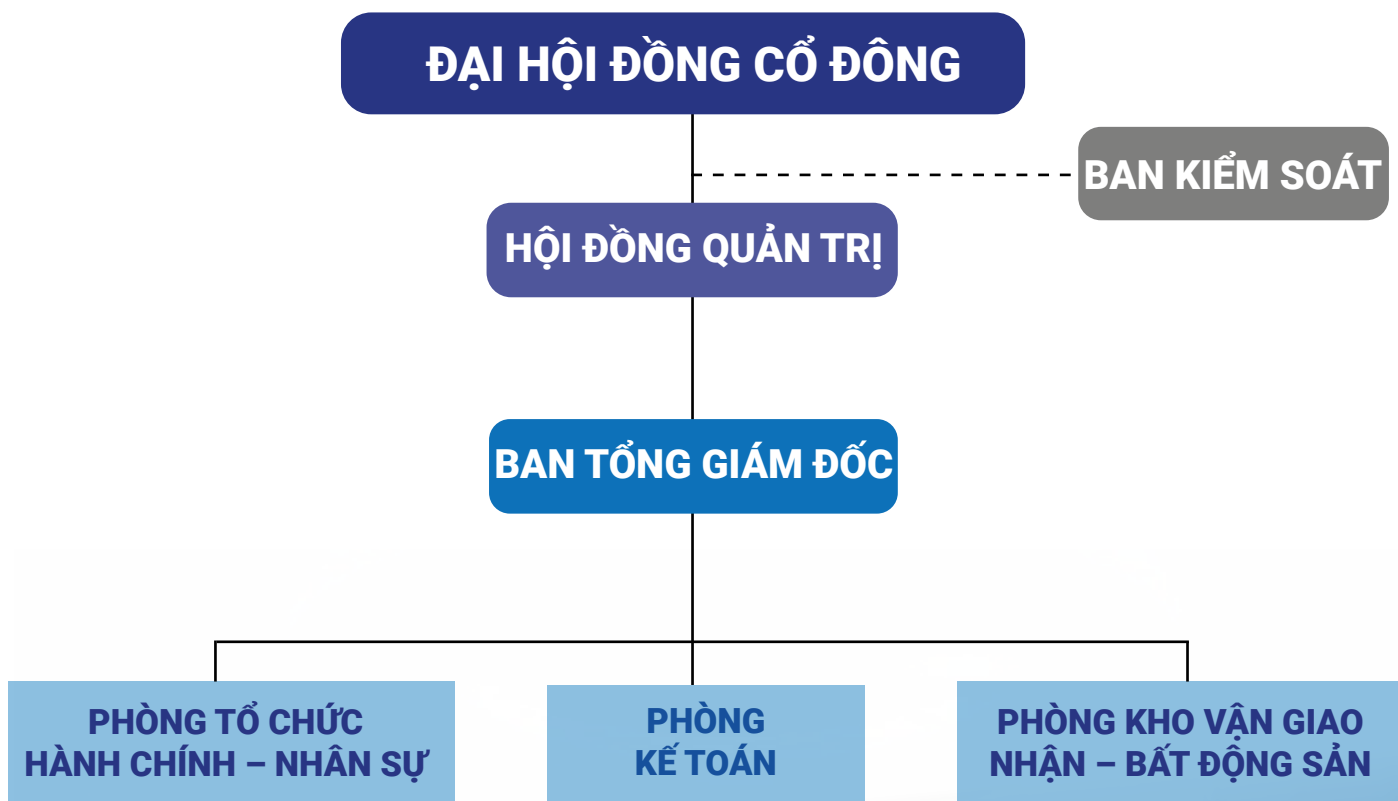 ĐẠI HỘI ĐỒNG CỔ ĐÔNG
BAN KIỂM SOÁT
HỘI ĐỒNG QUẢN TRỊ
BAN TỔNG GIÁM ĐỐC
PHÒNG TỔ CHỨC
HÀNH CHÍNH – NHÂN SỰ
PHÒNG
KẾ TOÁN
PHÒNG KHO VẬN GIAO
NHẬN – BẤT ĐỘNG SẢN